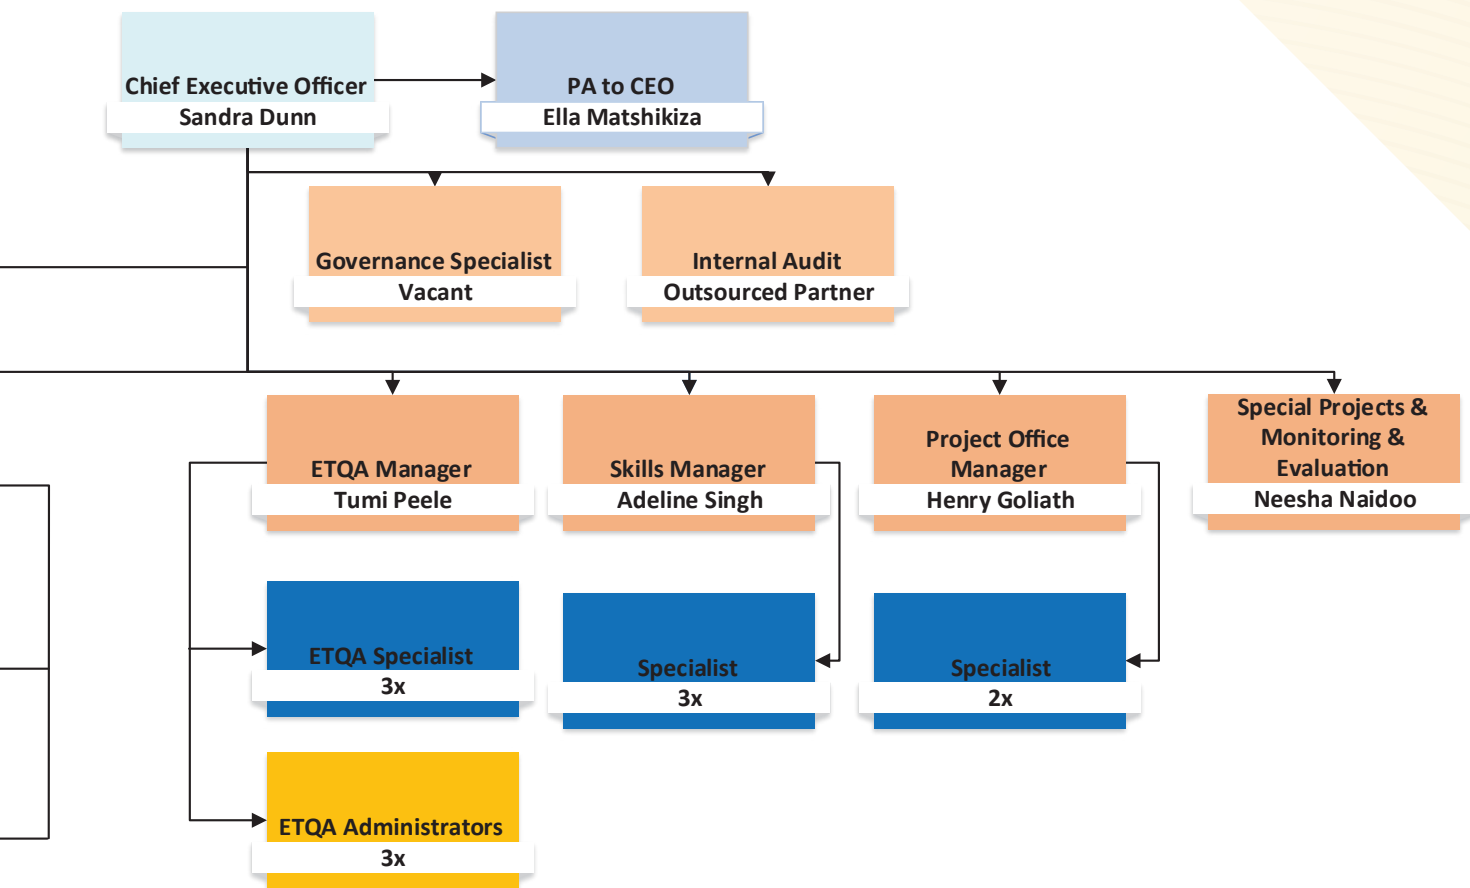 Chief Executive Officer
Sandra Dunn
PA to CEO
Ella Matshikiza
Governance Specialist
Vacant
Internal Audit
Outsourced Partner
ETQA Manager
Tumi Peele
Skills Manager
Adeline Singh
Project Office
Manager
Henry Goliath
Special Projects &
Monitoring &
Evaluation
Neesha Naidoo
ETQA Specialist
3x
Specialist
3x
Specialist
2x
ETQA Administrators
3x